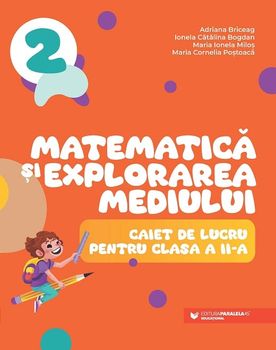 Adriana Briceag
Ionela Cătălina Bogdan
Maria Ionela Miloș
Maria Cornelia Poștoacă
2
MATEMATICĂ
ȘI EXPLORAREA
MEDIULUI
CAIET DE LUCRU
PENTRU CLASA A II-A
EDITURA PARALELA 45
EDUCAȚIONAL